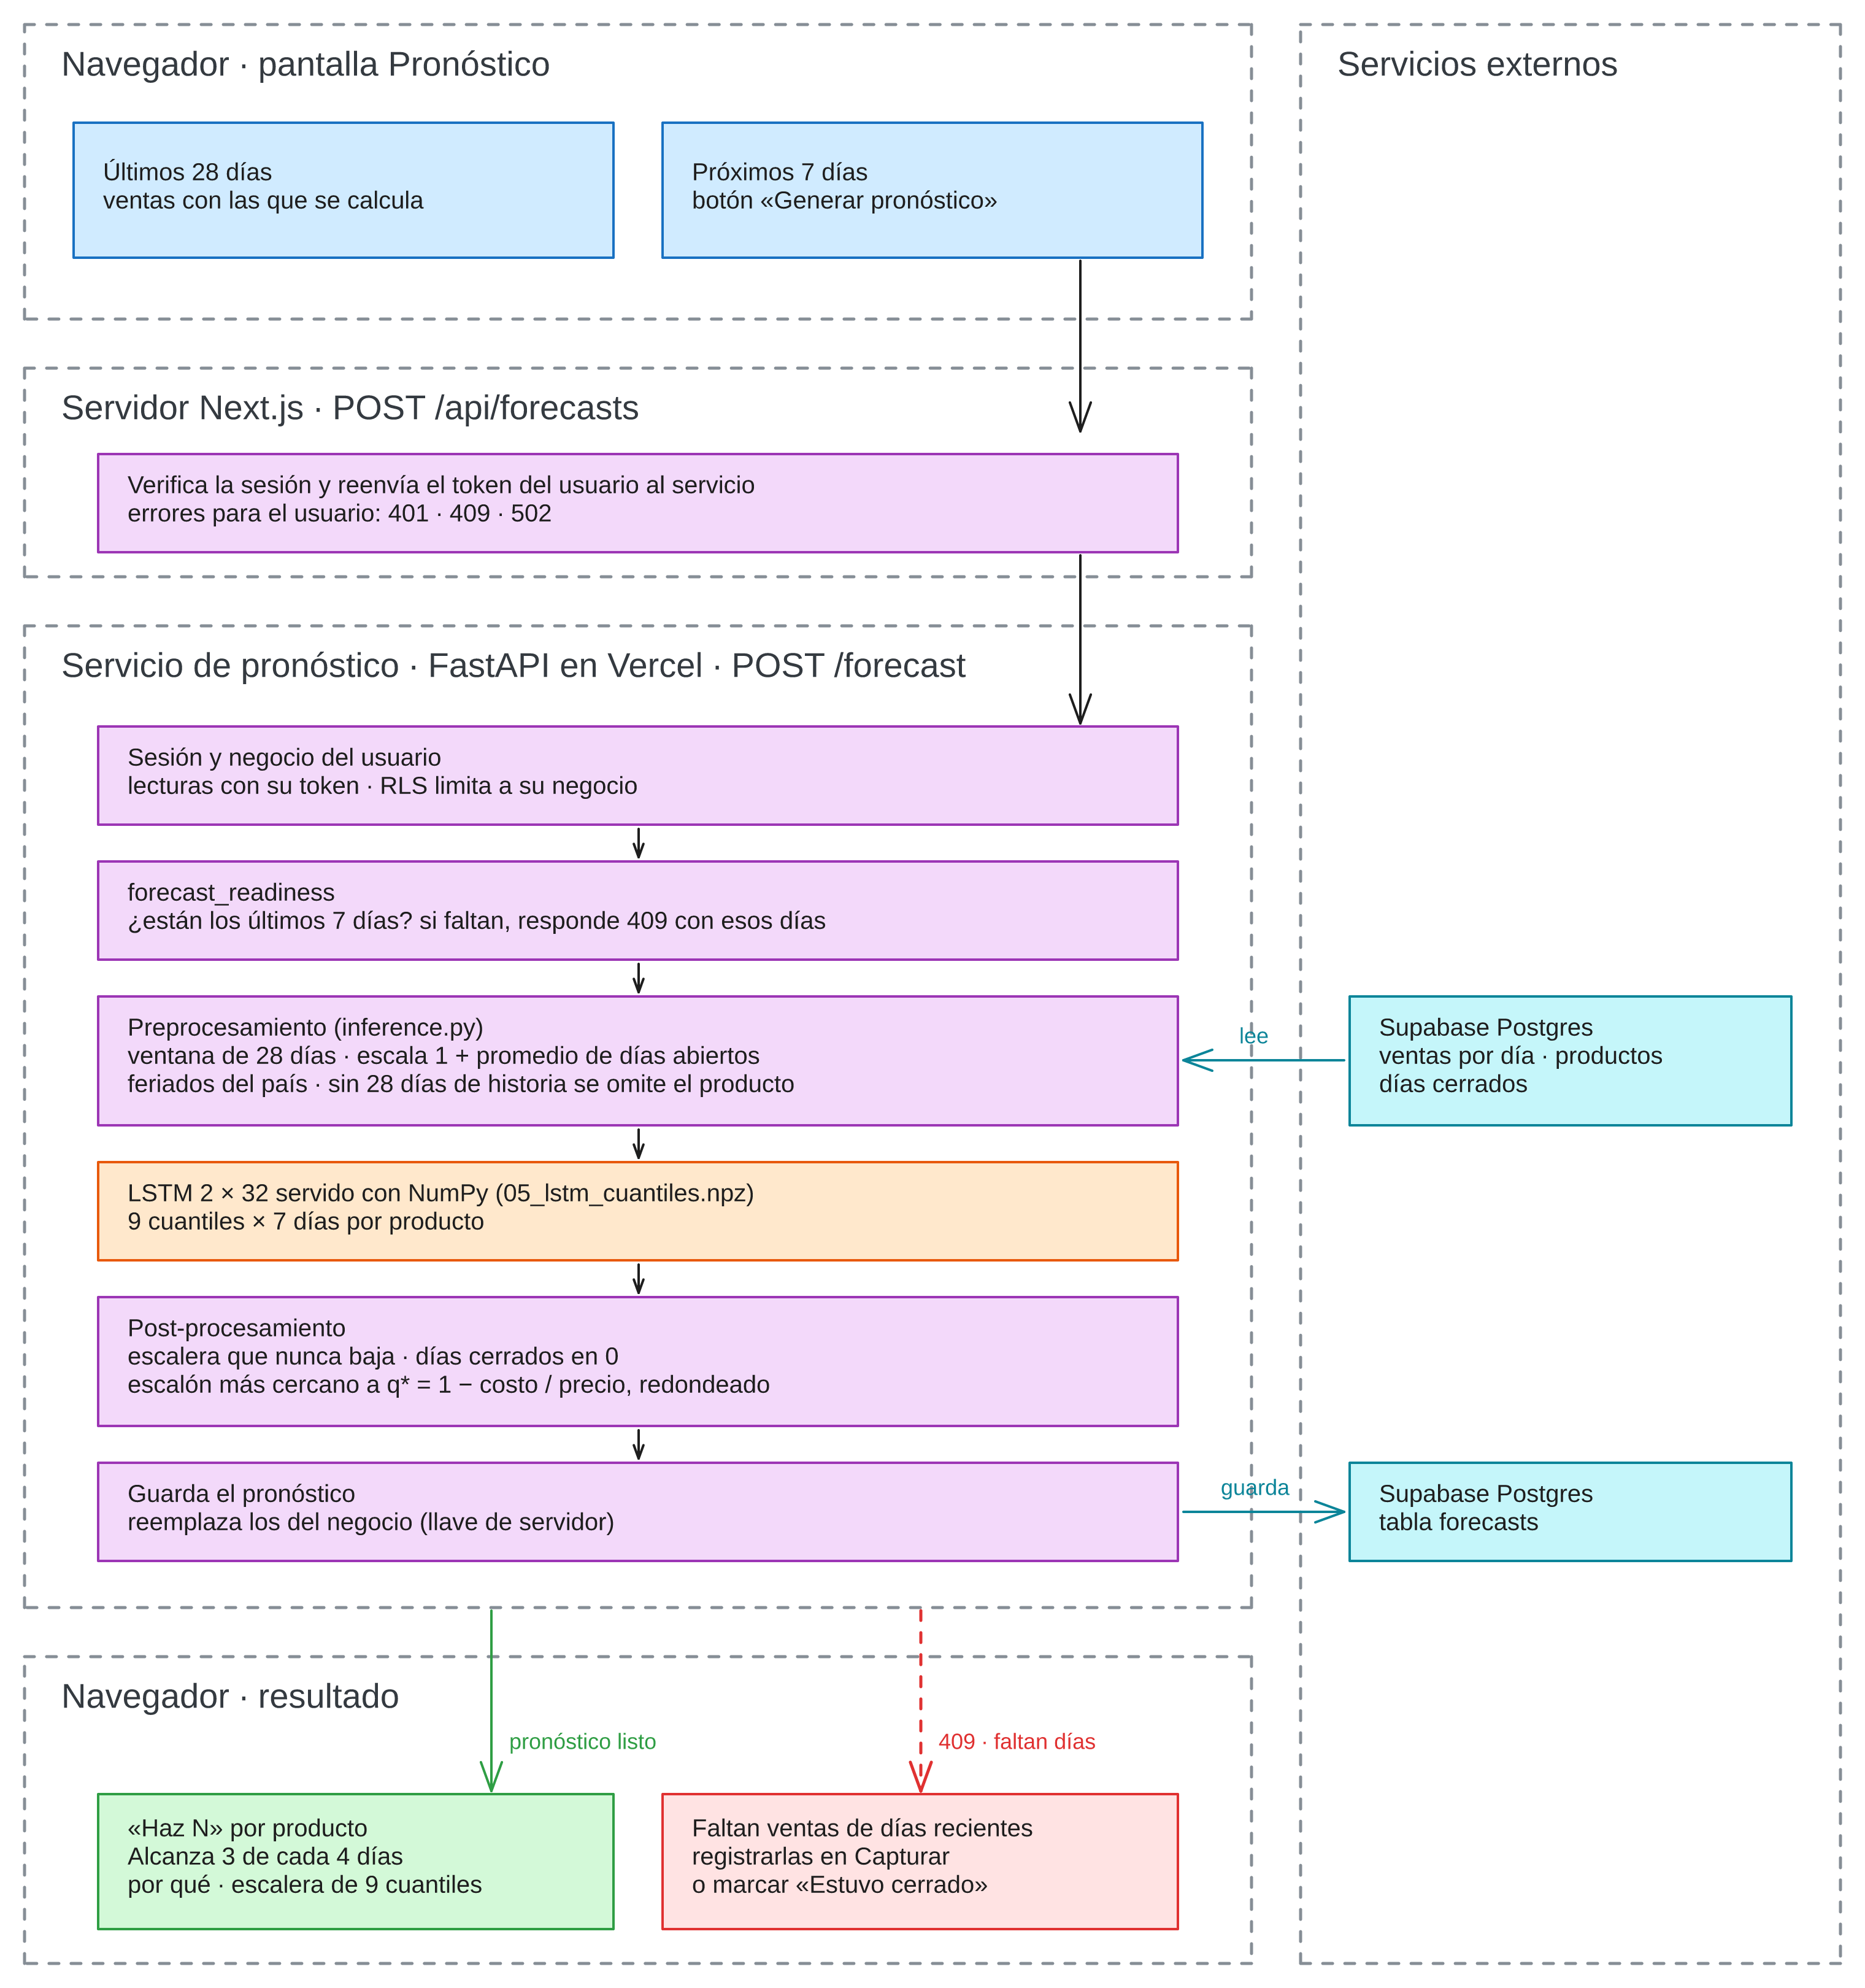 Navegador · pantalla Pronóstico
Servicios externos
Últimos 28 días
ventas con las que se calcula
Próximos 7 días
botón «Generar pronóstico»
Servidor Next.js · POST /api/forecasts
Verifica la sesión y reenvía el token del usuario al servicio
errores para el usuario: 401 · 409 · 502
Servicio de pronóstico · FastAPI en Vercel · POST /forecast
Sesión y negocio del usuario
lecturas con su token · RLS limita a su negocio
forecast_readiness
¿están los últimos 7 días? si faltan, responde 409 con esos días
Preprocesamiento (inference.py)
ventana de 28 días · escala 1 + promedio de días abiertos
feriados del país · sin 28 días de historia se omite el producto
lee
Supabase Postgres
ventas por día · productos
días cerrados
LSTM 2 × 32 servido con NumPy (05_lstm_cuantiles.npz)
9 cuantiles × 7 días por producto
Post-procesamiento
escalera que nunca baja · días cerrados en 0
escalón más cercano a q* = 1 − costo / precio, redondeado
Guarda el pronóstico
reemplaza los del negocio (llave de servidor)
guarda
Supabase Postgres
tabla forecasts
Navegador · resultado
pronóstico listo
409 · faltan días
«Haz N» por producto
Alcanza 3 de cada 4 días
por qué · escalera de 9 cuantiles
Faltan ventas de días recientes
registrarlas en Capturar
o marcar «Estuvo cerrado»